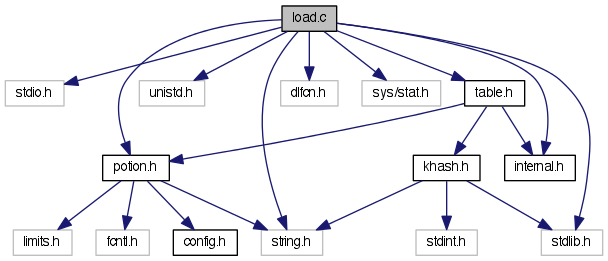 load.c
stdio.h
unistd.h
dlfcn.h
sys/stat.h
table.h
potion.h
khash.h
internal.h
limits.h
fcntl.h
config.h
string.h
stdint.h
stdlib.h